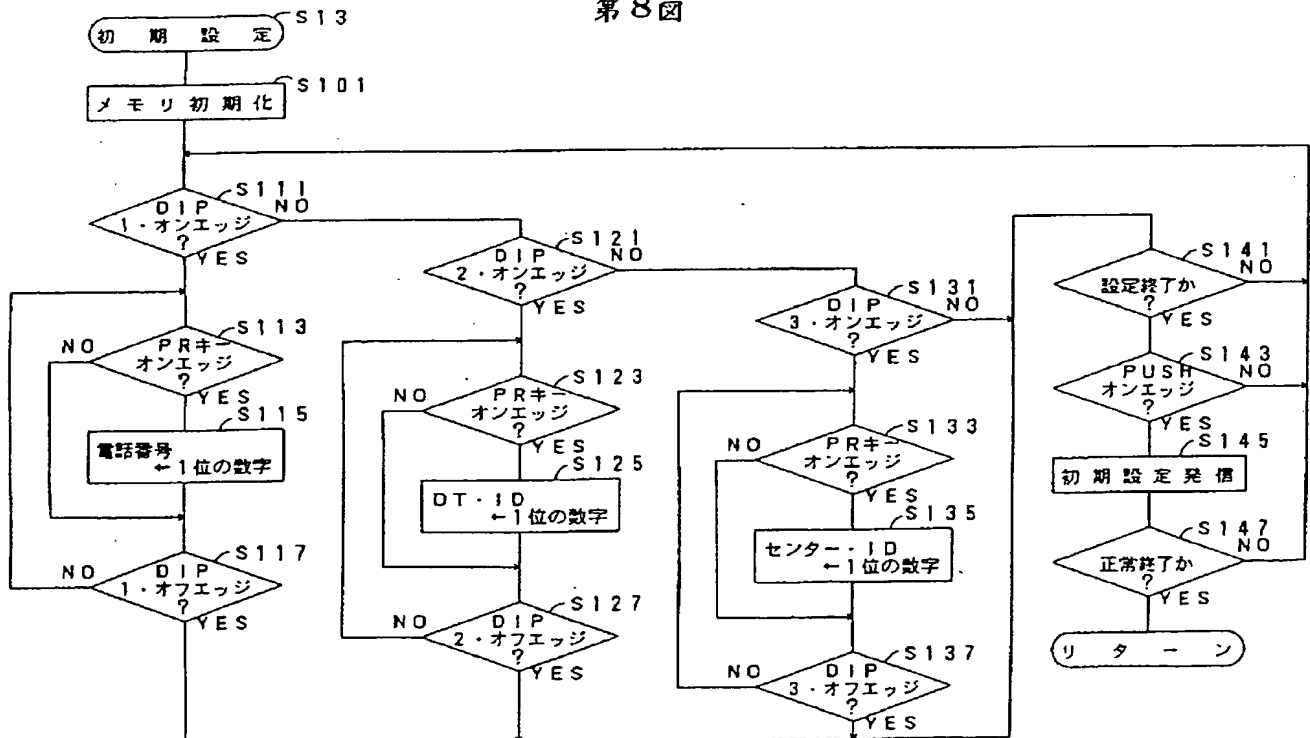 第8図
初期設定
S13
メモリ初期化
S101
DIP
1・オンエッジ
?
S111
NO
YES
PRキー
オンエッジ
?
S113
NO
YES
電話番号
←1位の数字
S115
DIP
1・オフエッジ
?
S117
NO
YES
DIP
2・オンエッジ
?
S121
NO
YES
PRキー
オンエッジ
?
S123
NO
YES
DT・ID
←1位の数字
S125
DIP
2・オフエッジ
?
S127
NO
YES
DIP
3・オンエッジ
?
S131
NO
YES
PRキー
オンエッジ
?
S133
NO
YES
センター・ID
←1位の数字
S135
DIP
3・オフエッジ
?
S137
NO
YES
設定終了か
?
S141
NO
YES
PUSH
オンエッジ
?
S143
NO
YES
初期設定発信
S145
正常終了か
?
S147
NO
YES
リターン